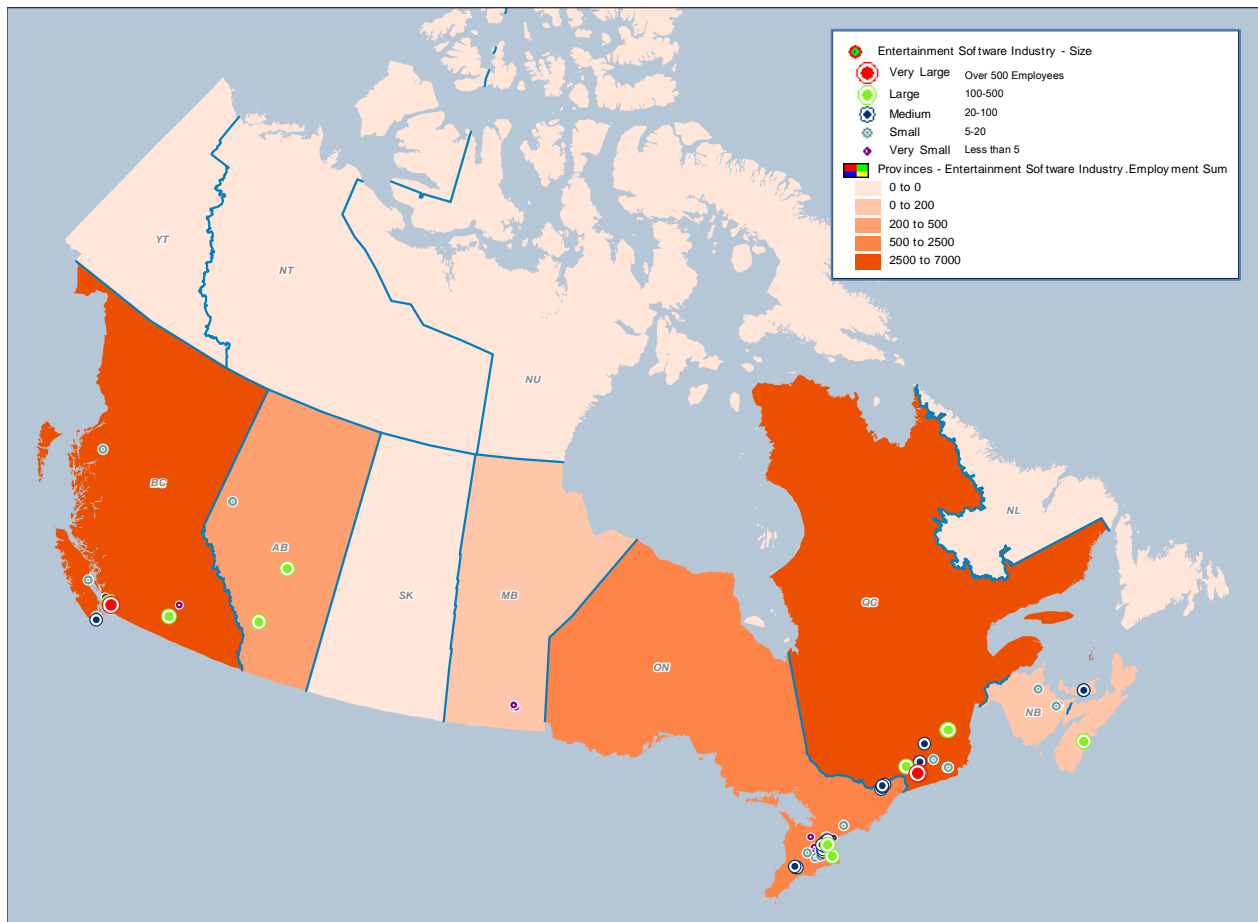 Entertainment Software Industry - Size
Very Large Over 500 Employees
Large 100-500
Medium 20-100
Small 5-20
Very Small Less than 5
Provinces - Entertainment Software Industry.Employment Sum
0 to 0
0 to 200
200 to 500
500 to 2500
2500 to 7000
YT
NT
NU
BC
AB
SK
MB
ON
QC
NL
NB